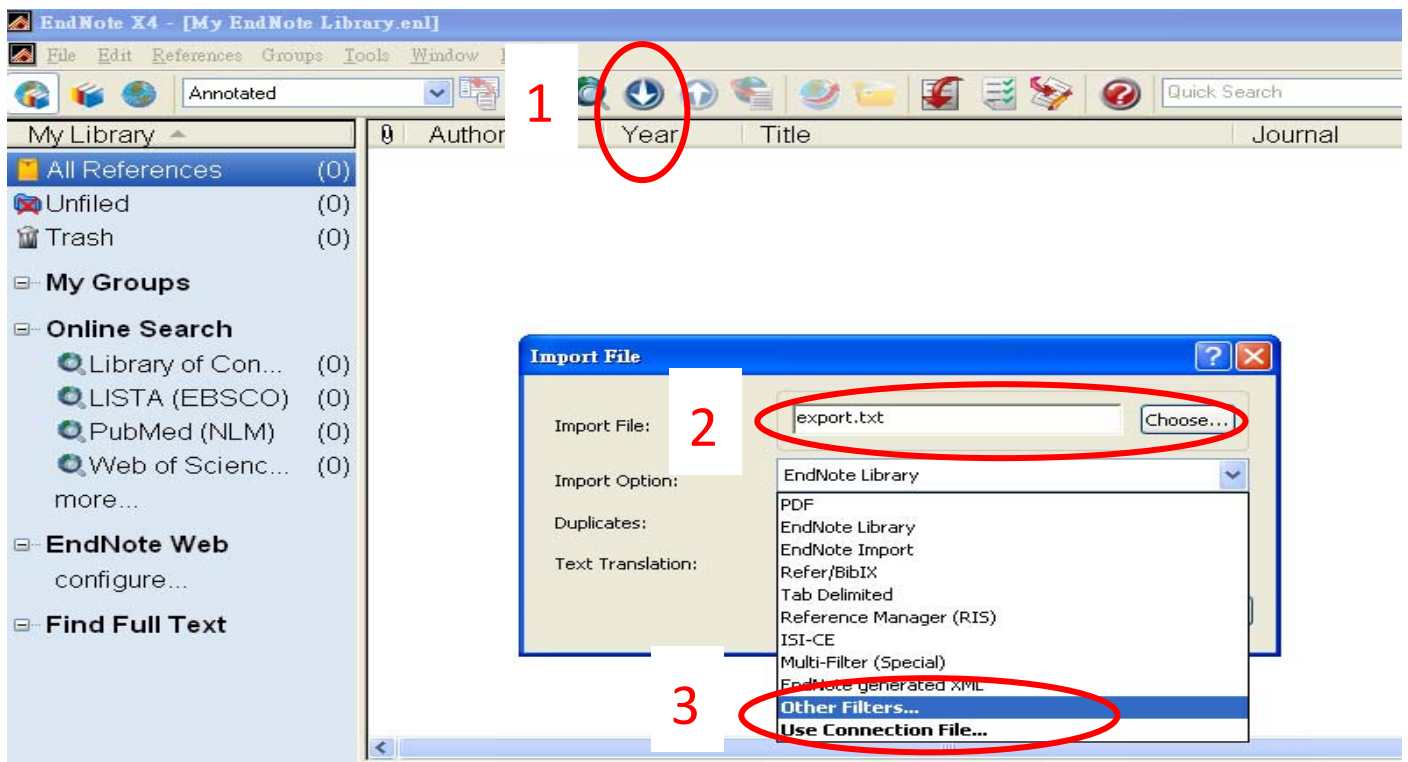 EndNote X4 - [My EndNote Library.enl]
File Edit References Groups Tools Window
Annotated
1
Quick Search
My Library
Author Year Title Journal
All References (0)
Unfiled (0)
Trash (0)
My Groups
Online Search
Library of Con... (0)
LISTA (EBSCO) (0)
PubMed (NLM) (0)
Web of Scienc... (0)
more...
EndNote Web
configure...
Find Full Text
Import File
Import File:
2
export.txt
Choose...
Import Option:
EndNote Library
Duplicates:
Text Translation:
PDF
EndNote Library
EndNote Import
Refer/BibIX
Tab Delimited
Reference Manager (RIS)
ISI-CE
Multi-Filter (Special)
EndNote generated XML
3
Other Filters...
Use Connection File...